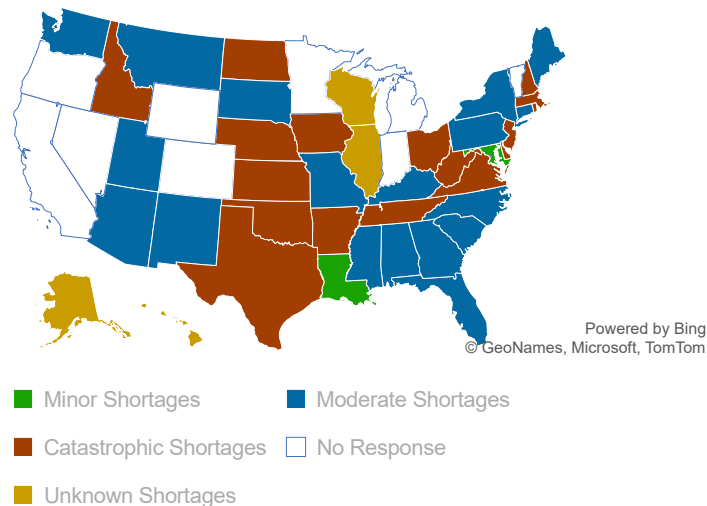 Powered by Bing
© GeoNames, Microsoft, TomTom
Minor Shortages
Moderate Shortages
Catastrophic Shortages
No Response
Unknown Shortages